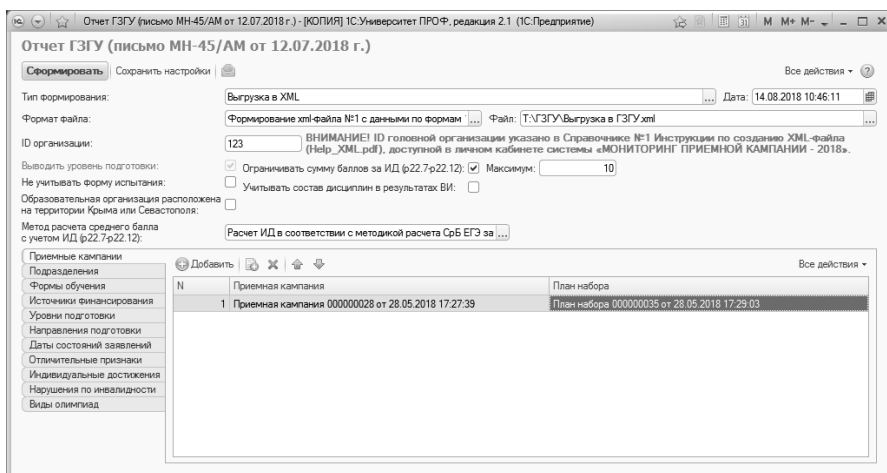 Отчет ГЗГУ (письмо МН-45/АМ от 12.07.2018 г.) - [КОПИЯ] 1С:Университет ПРОФ, редакция 2.1 (1С:Предприятие)
M M+ M-
Отчет ГЗГУ (письмо МН-45/АМ от 12.07.2018 г.)
Сформировать Сохранить настройки Все действия
Тип формирования: Выгрузка в XML ... Дата: 14.08.2018 10:46:11
Формат файла: Формирование xml-файла №1 с данными по формам ... Файл: T:\ГЗГУ\Выгрузка в ГЗГУ.xml ...
ID организации: 123 ВНИМАНИЕ! ID головной организации указано в Справочнике №1 Инструкции по созданию XML-файла
(Help_XML.pdf), доступной в личном кабинете системы «МОНИТОРИНГ ПРИЕМНОЙ КАМПАНИИ - 2018».
Выводить уровень подготовки: Ограничивать сумму баллов за ИД (р22.7-р22.12): Максимум: 10
Не учитывать форму испытания: Учитывать состав дисциплин в результатах ВИ:
Образовательная организация расположена
на территории Крыма или Севастополя:
Метод расчета среднего балла
с учетом ИД (р22.7-р22.12): Расчет ИД в соответствии с методикой расчета СрБ ЕГЭ за ...
Приемные кампании
Подразделения
Формы обучения
Источники финансирования
Уровни подготовки
Направления подготовки
Даты состояний заявлений
Отличительные признаки
Индивидуальные достижения
Нарушения по инвалидности
Виды олимпиад
Добавить Все действия
N Приемная кампания План набора
1 Приемная кампания 000000028 от 28.05.2018 17:27:39 План набора 000000035 от 28.05.2018 17:29:03